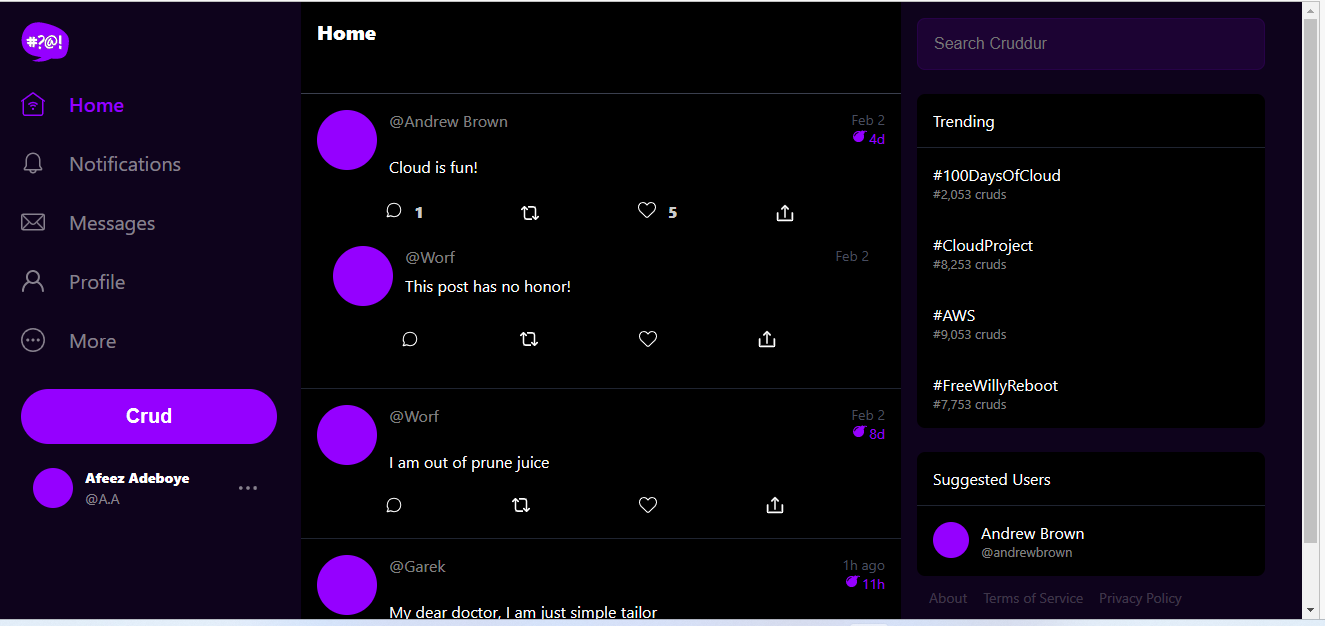 #?@!
Home
Notifications
Messages
Profile
More
Crud
Afeez Adeboye
@A.A
Home
@Andrew Brown
Feb 2
4d
Cloud is fun!
1
5
@Worf
Feb 2
This post has no honor!
@Worf
Feb 2
8d
I am out of prune juice
@Garek
1h ago
11h
My dear doctor, I am just simple tailor
Search Cruddur
Trending
#100DaysOfCloud
#2,053 cruds
#CloudProject
#8,253 cruds
#AWS
#9,053 cruds
#FreeWillyReboot
#7,753 cruds
Suggested Users
Andrew Brown
@andrewbrown
About Terms of Service Privacy Policy